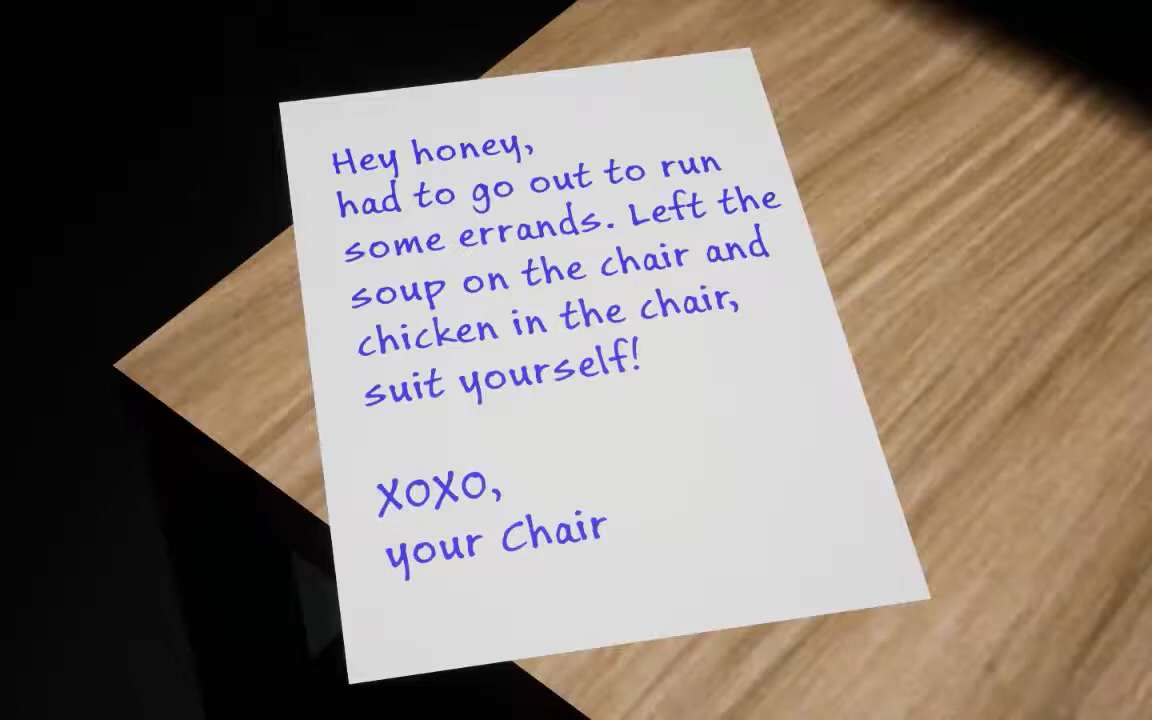 Hey honey,
had to go out to run
some errands. Left the
soup on the chair and
chicken in the chair,
suit yourself!
XOXO,
your Chair